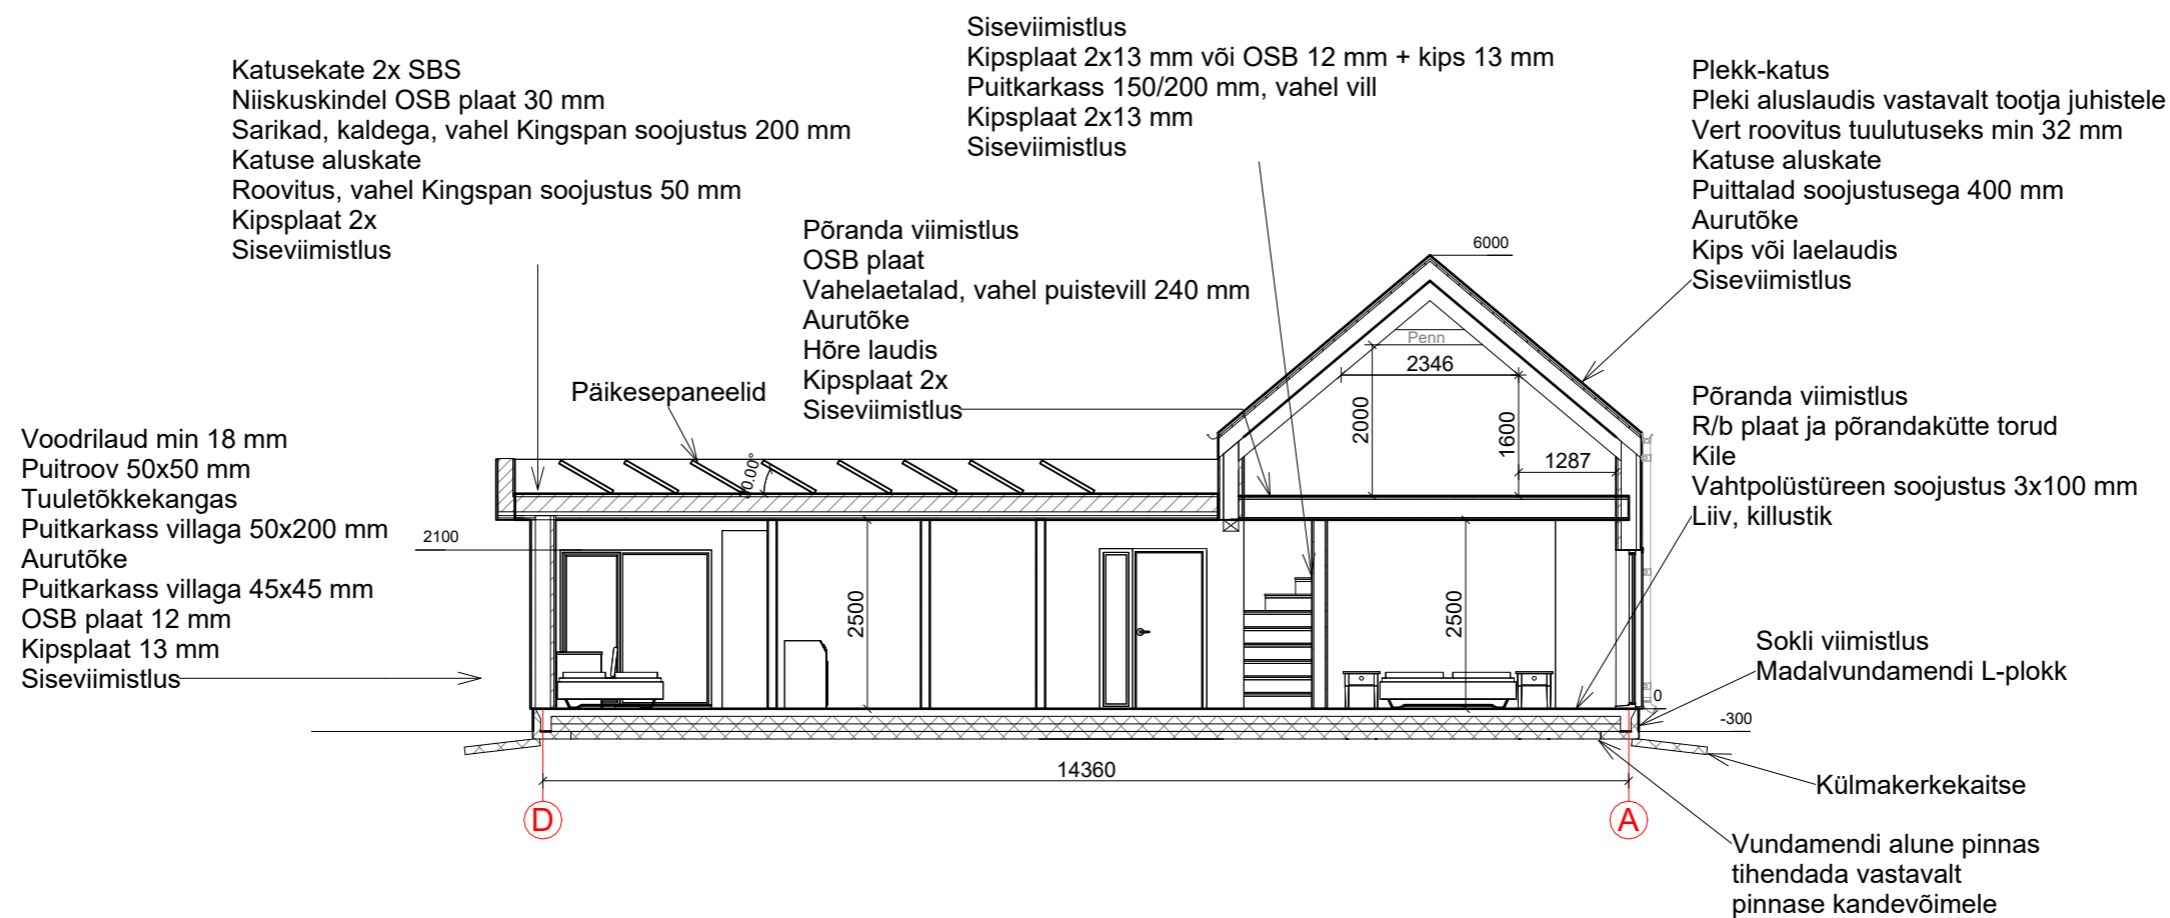 Siseviimistlus
Kipsplaat 2x13 mm või OSB 12 mm + kips 13 mm
Puitkarkass 150/200 mm, vahel vill
Kipsplaat 2x13 mm
Siseviimistlus
Katusekate 2x SBS
Niiskuskindel OSB plaat 30 mm
Sarikad, kaldega, vahel Kingspan soojustus 200 mm
Katuse aluskate
Roovitus, vahel Kingspan soojustus 50 mm
Kipsplaat 2x
Siseviimistlus
Plekk-katus
Pleki aluslaudis vastavalt tootja juhistele
Vert roovitus tuulutuseks min 32 mm
Katuse aluskate
Puittalad soojustusega 400 mm
Aurutõke
Kips või laelaudis
Siseviimistlus
Põranda viimistlus
OSB plaat
Vahelaetalad, vahel puistevill 240 mm
Aurutõke
Hõre laudis
Kipsplaat 2x
Siseviimistlus
6000
Penn
2346
2000
1600
1287
Päikesepaneelid
Põranda viimistlus
R/b plaat ja põrandakütte torud
Kile
Vahtpolüstüreen soojustus 3x100 mm
Liiv, killustik
Voodrilaud min 18 mm
Puitroov 50x50 mm
Tuuletõkkekangas
Puitkarkass villaga 50x200 mm
Aurutõke
Puitkarkass villaga 45x45 mm
OSB plaat 12 mm
Kipsplaat 13 mm
Siseviimistlus
2100
2500
2500
Sokli viimistlus
Madalvundamendi L-plokk
0
-300
14360
Külmakerkekaitse
D
A
Vundamendi alune pinnas
tihendada vastavalt
pinnase kandevõimele